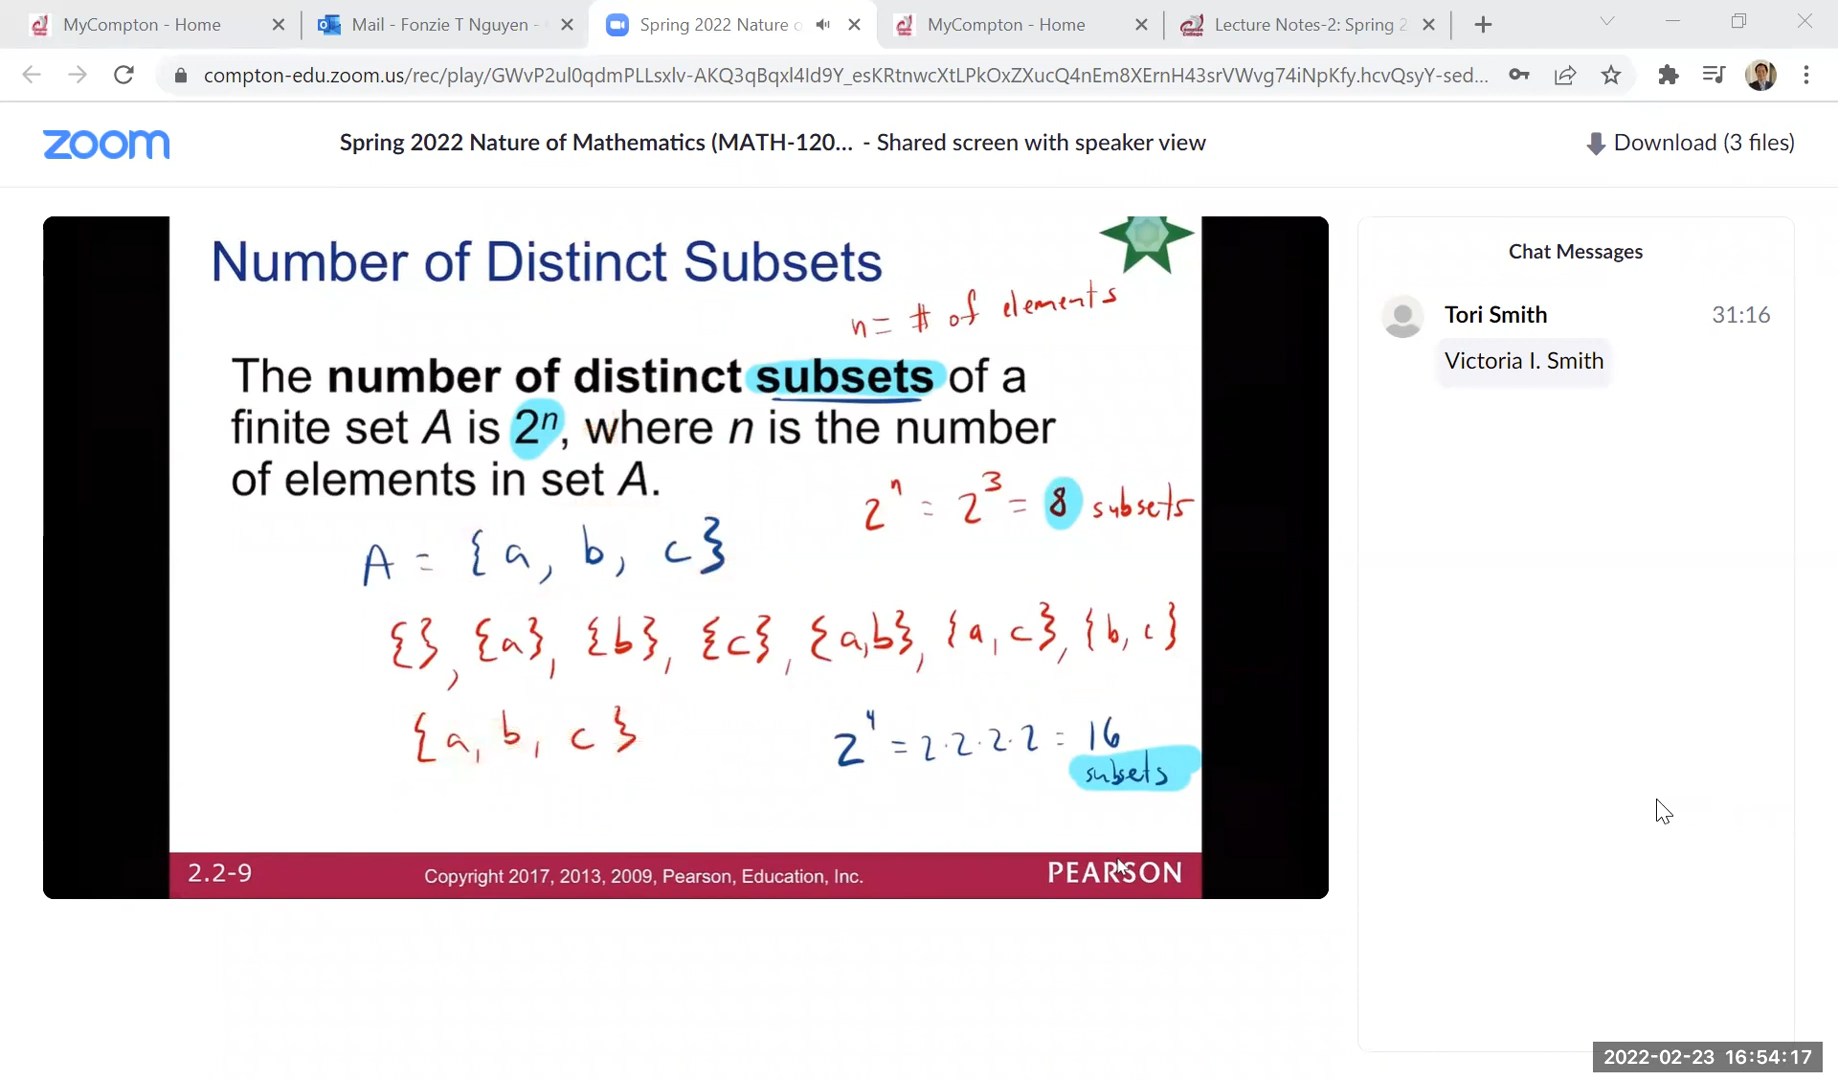 MyCompton - Home
Mail - Fonzie T Nguyen -
Spring 2022 Nature o
MyCompton - Home
Lecture Notes-2: Spring 2
compton-edu.zoom.us/rec/play/GWvP2ul0qdmPLLsxlv-AKQ3qBqxl4Id9Y_esKRtnwcXtLPkOxZXucQ4nEm8XErnH43srVWvg74iNpKfy.hcvQsyY-sed...
zoom
Spring 2022 Nature of Mathematics (MATH-120... - Shared screen with speaker view
Download (3 files)
Number of Distinct Subsets
n = # of elements
The number of distinct subsets of a
finite set A is 2ⁿ, where n is the number
of elements in set A.
2ⁿ = 2³ = 8 subsets
A = {a, b, c}
{}, {a}, {b}, {c}, {a,b}, {a, c}, {b, c}
{a, b, c}
2⁴ = 2·2·2·2 = 16
subsets
2.2-9
Copyright 2017, 2013, 2009, Pearson, Education, Inc.
PEARSON
Chat Messages
Tori Smith 31:16
Victoria I. Smith
2022-02-23 16:54:17